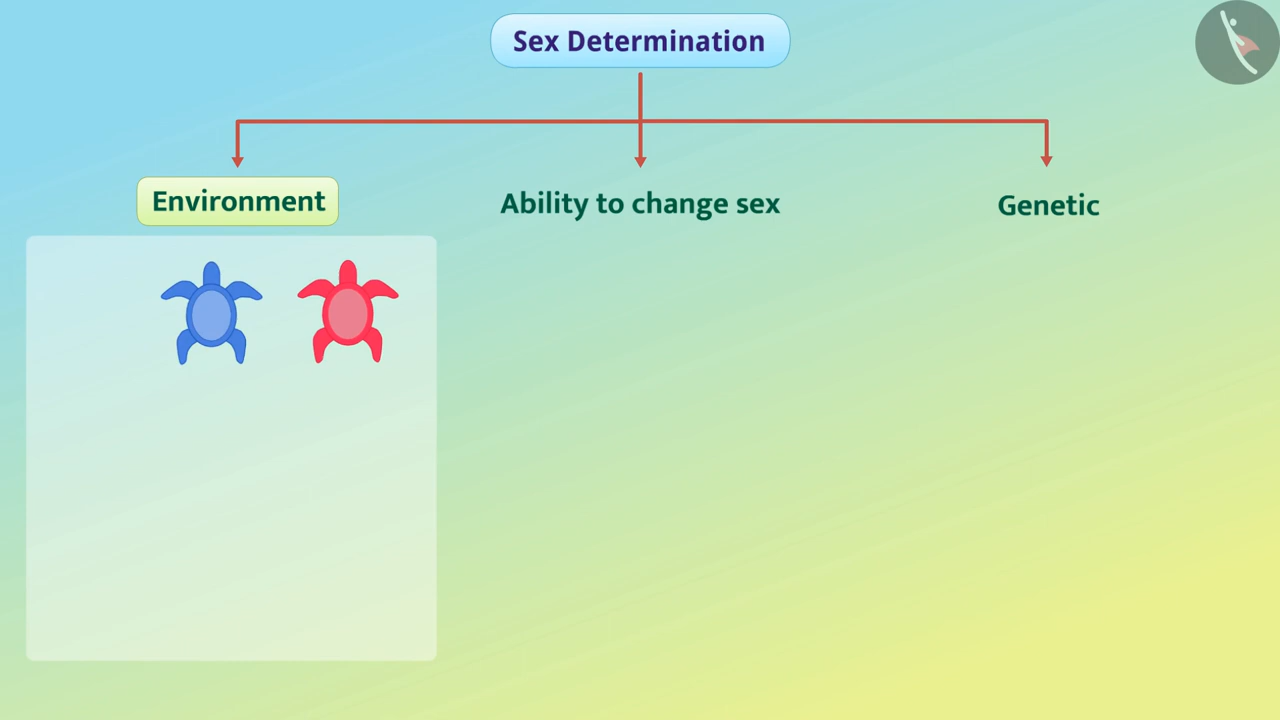 Sex Determination
Environment
Ability to change sex
Genetic